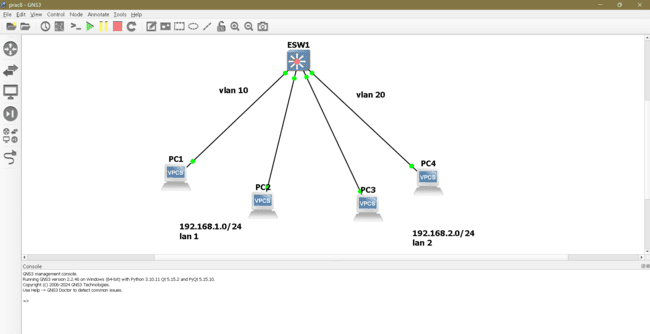 prac8 - GNS3
File Edit View Control Node Annotate Tools Help
ESW1
vlan 10
vlan 20
PC1
VPCS
PC2
VPCS
PC3
VPCS
PC4
VPCS
192.168.1.0/24
lan 1
192.168.2.0/24
lan 2
Console
GNS3 management console.
Running GNS3 version 2.2.46 on Windows (64-bit) with Python 3.10.11 Qt 5.15.2 and PyQt 5.15.10.
Copyright (c) 2006-2024 GNS3 Technologies.
Use Help -> GNS3 Doctor to detect common issues.
=>